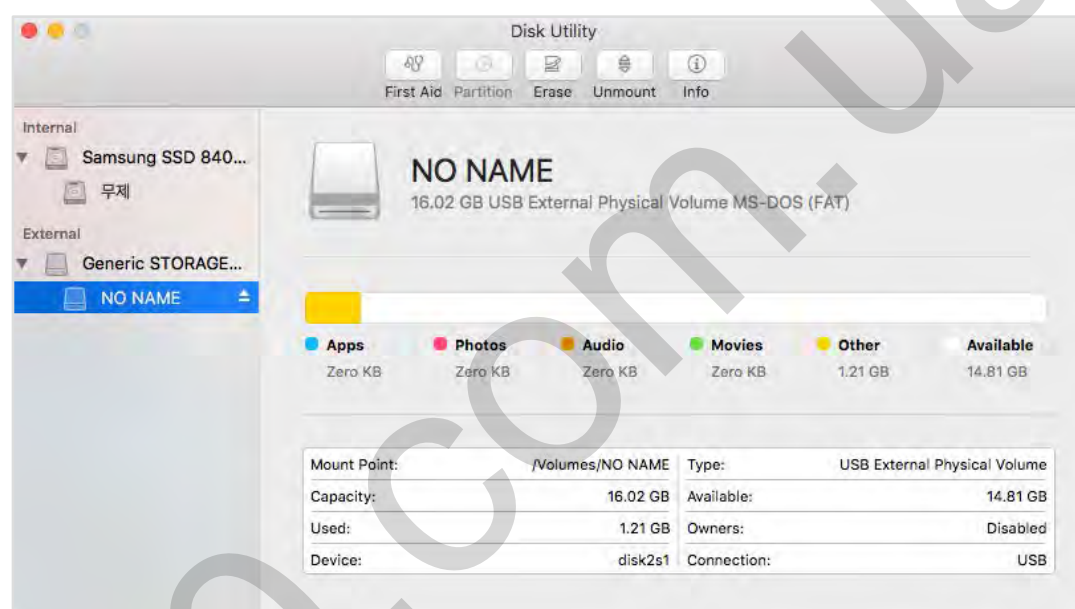 Disk Utility
First Aid Partition Erase Unmount Info
Internal
Samsung SSD 840...
무제
External
Generic STORAGE...
NO NAME
NO NAME
16.02 GB USB External Physical Volume MS-DOS (FAT)
Apps Photos Audio Movies Other Available
Zero KB Zero KB Zero KB Zero KB 1.21 GB 14.81 GB
Mount Point: /Volumes/NO NAME Type: USB External Physical Volume
Capacity: 16.02 GB Available: 14.81 GB
Used: 1.21 GB Owners: Disabled
Device: disk2s1 Connection: USB